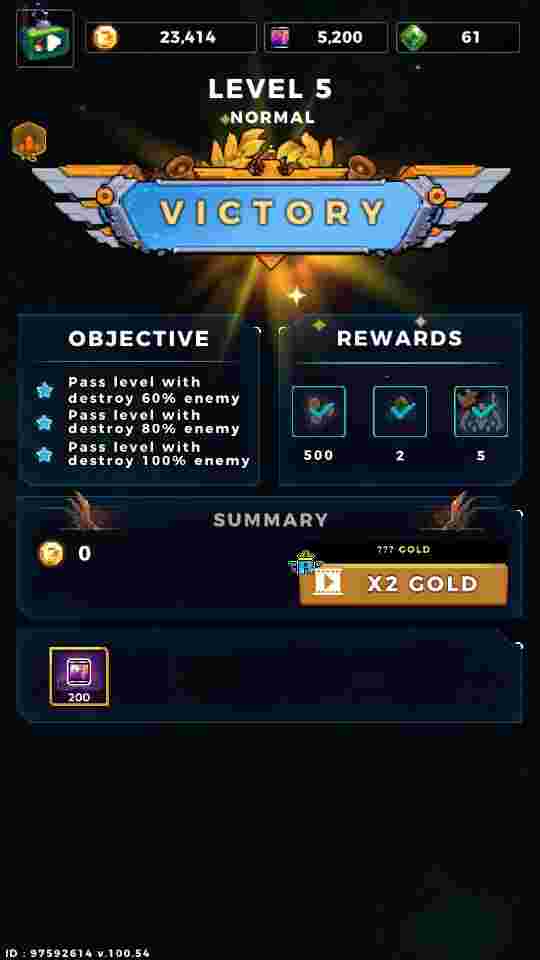 23,414
5,200
61
LEVEL 5
NORMAL
VICTORY
OBJECTIVE
Pass level with
destroy 60% enemy
Pass level with
destroy 80% enemy
Pass level with
destroy 100% enemy
REWARDS
500
2
5
SUMMARY
0
??? GOLD
X2 GOLD
200
ID : 97592614 v.100.54